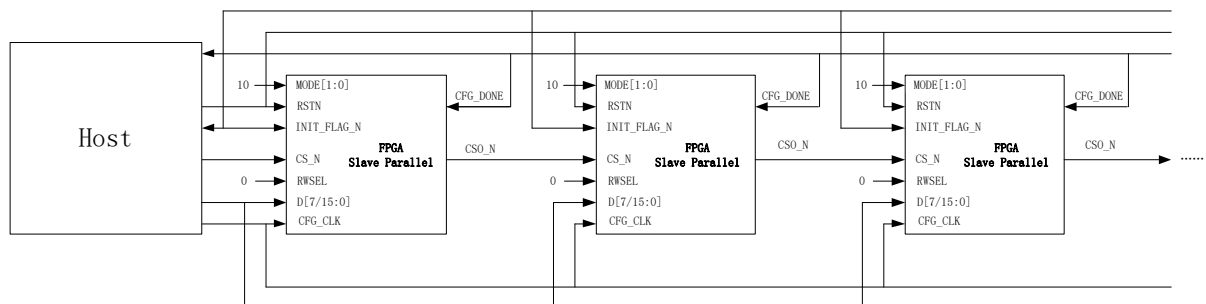 Host
10
MODE[1:0]
RSTN
INIT_FLAG_N
CS_N
RWSEL
D[7/15:0]
CFG_CLK
0
FPGA
Slave Parallel
CFG_DONE
CSO_N
10
MODE[1:0]
RSTN
INIT_FLAG_N
CS_N
RWSEL
D[7/15:0]
CFG_CLK
0
FPGA
Slave Parallel
CFG_DONE
CSO_N
10
MODE[1:0]
RSTN
INIT_FLAG_N
CS_N
RWSEL
D[7/15:0]
CFG_CLK
0
FPGA
Slave Parallel
CFG_DONE
CSO_N
......